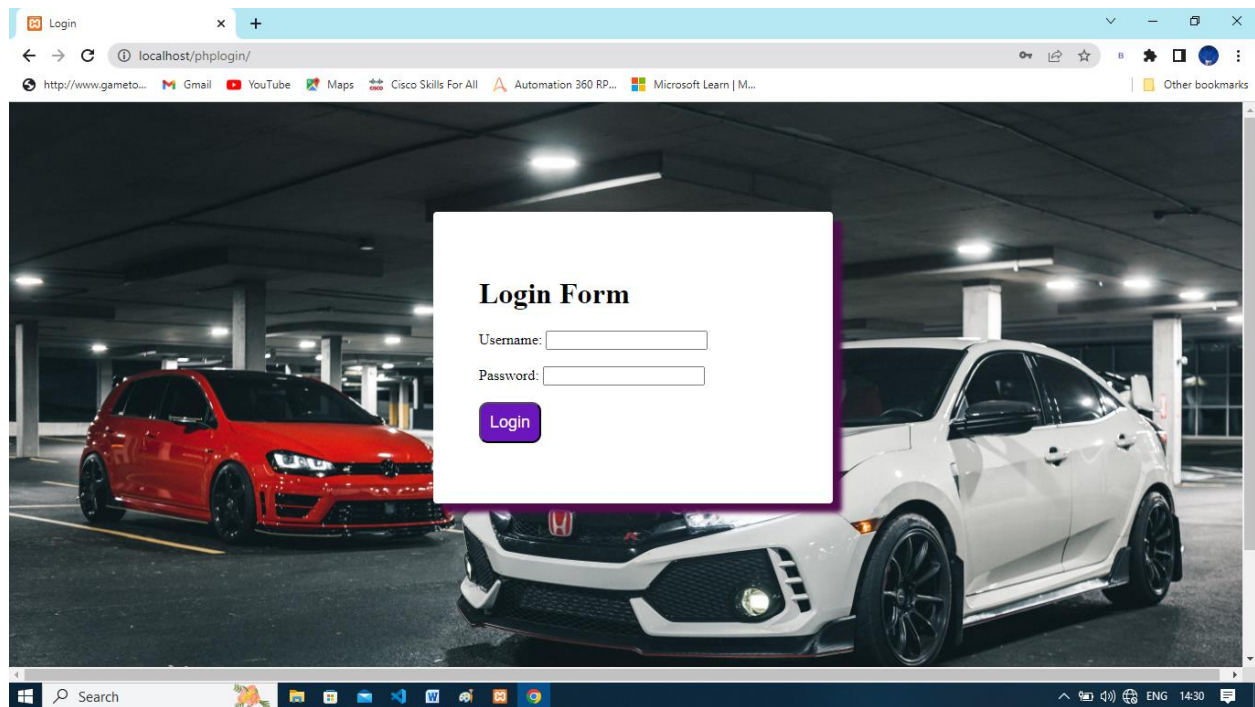 Login
localhost/phplogin/
http://www.gameto... Gmail YouTube Maps Cisco Skills For All Automation 360 RP... Microsoft Learn | M... Other bookmarks
Login Form
Username:
Password:
Login
Search
ENG 14:30